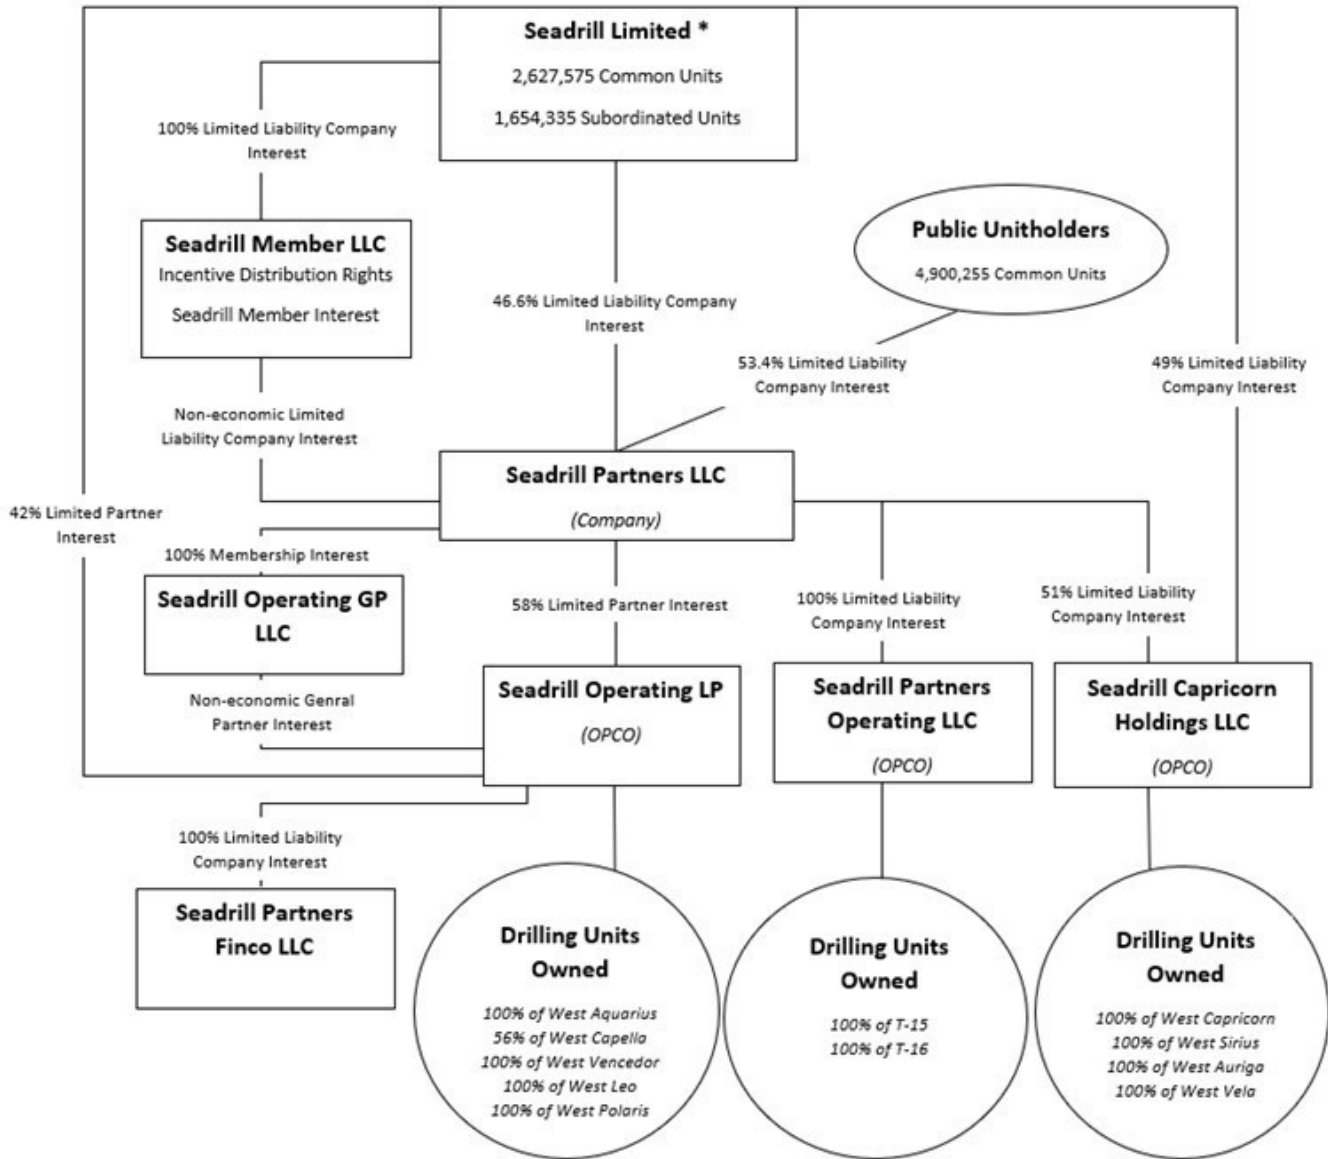 Seadrill Limited *
2,627,575 Common Units
1,654,335 Subordinated Units
100% Limited Liability Company
Interest
Seadrill Member LLC
Incentive Distribution Rights
Seadrill Member Interest
Public Unitholders
4,900,255 Common Units
46.6% Limited Liability Company
Interest
53.4% Limited Liability
Company Interest
49% Limited Liability
Company Interest
Non-economic Limited
Liability Company Interest
Seadrill Partners LLC
(Company)
42% Limited Partner
Interest
100% Membership Interest
Seadrill Operating GP
LLC
58% Limited Partner Interest
100% Limited Liability
Company Interest
51% Limited Liability
Company Interest
Non-economic Genral
Partner Interest
Seadrill Operating LP
(OPCO)
Seadrill Partners
Operating LLC
(OPCO)
Seadrill Capricorn
Holdings LLC
(OPCO)
100% Limited Liability
Company Interest
Seadrill Partners
Finco LLC
Drilling Units
Owned
100% of West Aquarius
56% of West Capella
100% of West Vencedor
100% of West Leo
100% of West Polaris
Drilling Units
Owned
100% of T-15
100% of T-16
Drilling Units
Owned
100% of West Capricorn
100% of West Sirius
100% of West Auriga
100% of West Vela